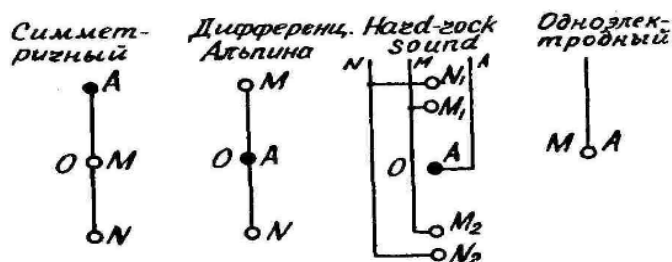 Симмет-
ричный
A
O M
N
Дифференц.
Альпина
M
O A
N
Hard-rock
sound
N M A
N₁
M₁
O A
M₂
N₂
Одноэлек-
тродный
M A